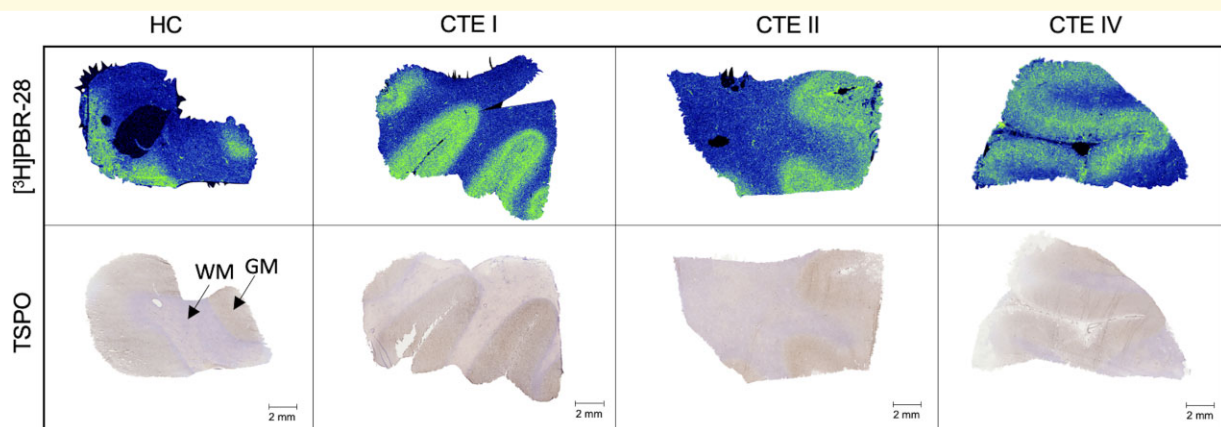 HC CTE I CTE II CTE IV
[³H]PBR-28
TSPO
WM GM
2 mm 2 mm 2 mm 2 mm